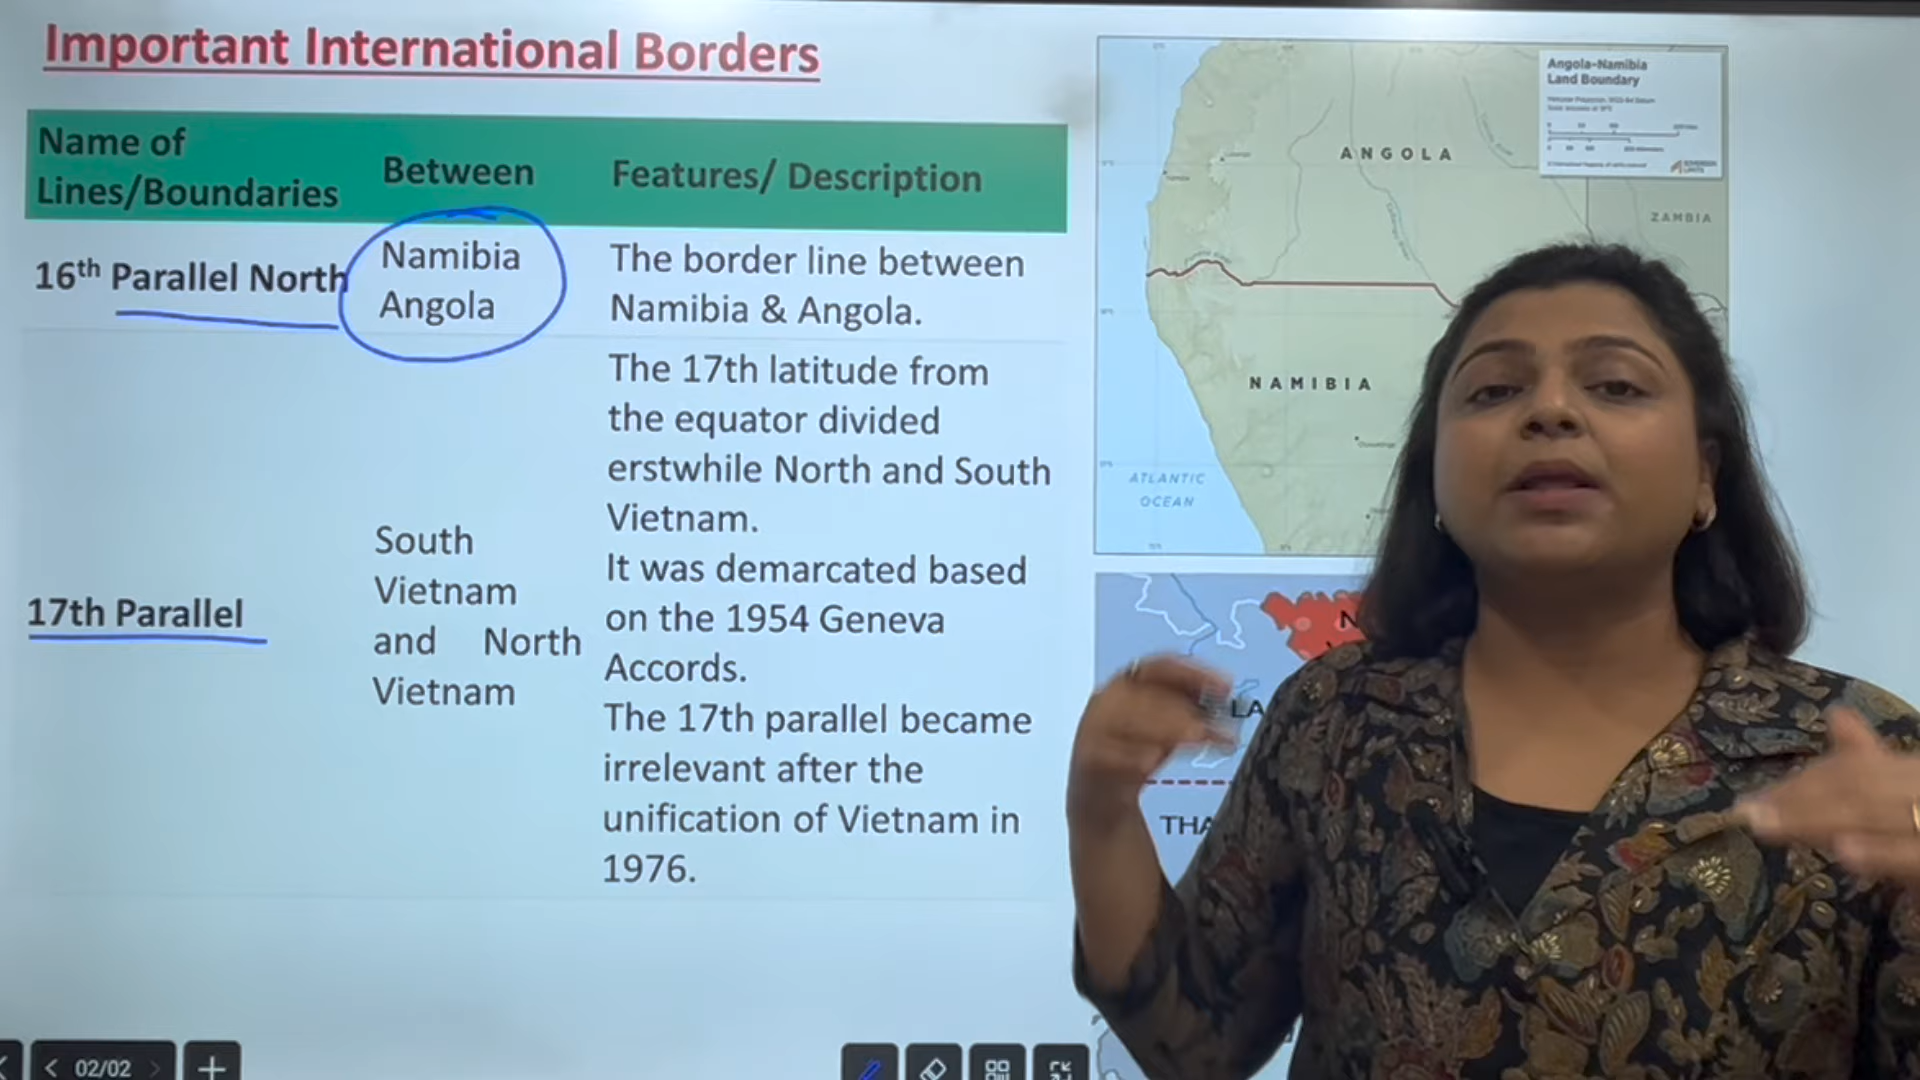 Important International Borders
Name of
Lines/Boundaries
Between
Features/ Description
16th Parallel North
Namibia
Angola
The border line between
Namibia & Angola.
17th Parallel
South
Vietnam
and North
Vietnam
The 17th latitude from
the equator divided
erstwhile North and South
Vietnam.
It was demarcated based
on the 1954 Geneva
Accords.
The 17th parallel became
irrelevant after the
unification of Vietnam in
1976.
Angola-Namibia
Land Boundary
ANGOLA
ZAMBIA
NAMIBIA
ATLANTIC
OCEAN
N
LA
THA
02/02